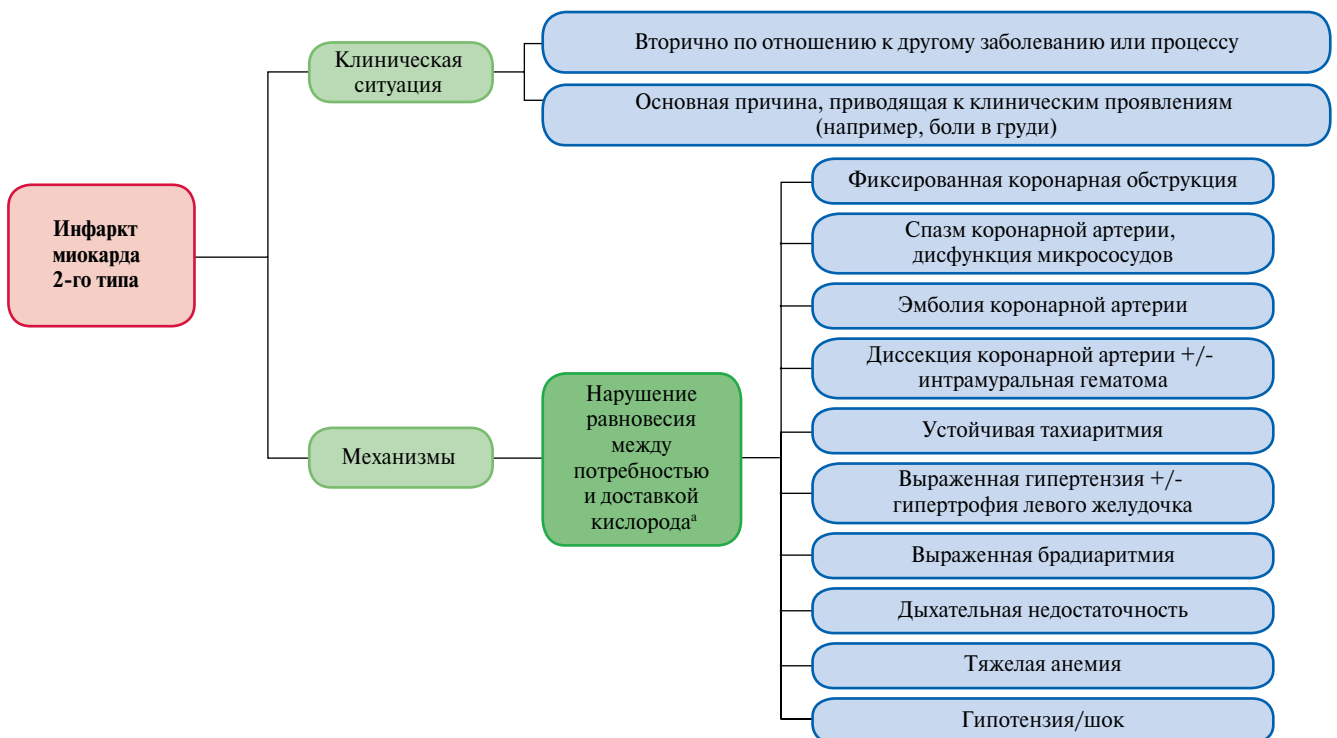 Инфаркт
миокарда
2-го типа
Клиническая
ситуация
Вторично по отношению к другому заболеванию или процессу
Основная причина, приводящая к клиническим проявлениям
(например, боли в груди)
Механизмы
Нарушение
равновесия
между
потребностью
и доставкой
кислородаᵃ
Фиксированная коронарная обструкция
Спазм коронарной артерии,
дисфункция микрососудов
Эмболия коронарной артерии
Диссекция коронарной артерии +/-
интрамуральная гематома
Устойчивая тахиаритмия
Выраженная гипертензия +/-
гипертрофия левого желудочка
Выраженная брадиаритмия
Дыхательная недостаточность
Тяжелая анемия
Гипотензия/шок